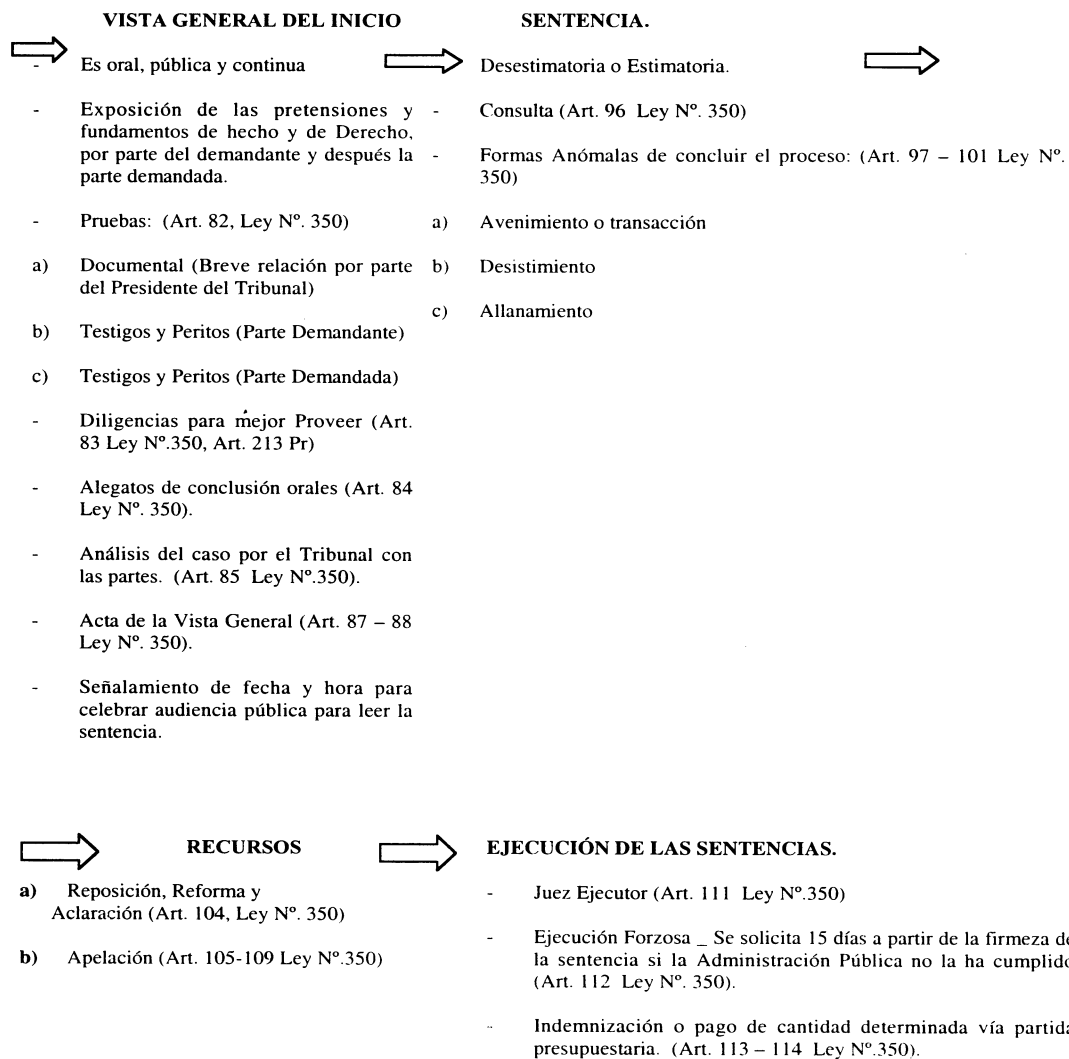 VISTA GENERAL DEL INICIO
- Es oral, pública y continua
- Exposición de las pretensiones y
fundamentos de hecho y de Derecho,
por parte del demandante y después la
parte demandada.
- Pruebas: (Art. 82, Ley Nº. 350)
a) Documental (Breve relación por parte
del Presidente del Tribunal)
b) Testigos y Peritos (Parte Demandante)
c) Testigos y Peritos (Parte Demandada)
- Diligencias para mejor Proveer (Art.
83 Ley Nº.350, Art. 213 Pr)
- Alegatos de conclusión orales (Art. 84
Ley Nº. 350).
- Análisis del caso por el Tribunal con
las partes. (Art. 85 Ley Nº.350).
- Acta de la Vista General (Art. 87 – 88
Ley Nº. 350).
- Señalamiento de fecha y hora para
celebrar audiencia pública para leer la
sentencia.
SENTENCIA.
Desestimatoria o Estimatoria.
- Consulta (Art. 96 Ley Nº. 350)
- Formas Anómalas de concluir el proceso: (Art. 97 – 101 Ley Nº.
350)
a) Avenimiento o transacción
b) Desistimiento
c) Allanamiento
RECURSOS
a) Reposición, Reforma y
Aclaración (Art. 104, Ley Nº. 350)
b) Apelación (Art. 105-109 Ley Nº.350)
EJECUCIÓN DE LAS SENTENCIAS.
- Juez Ejecutor (Art. 111 Ley Nº.350)
- Ejecución Forzosa _ Se solicita 15 días a partir de la firmeza de
la sentencia si la Administración Pública no la ha cumplido
(Art. 112 Ley Nº. 350).
- Indemnización o pago de cantidad determinada vía partida
presupuestaria. (Art. 113 – 114 Ley Nº.350).